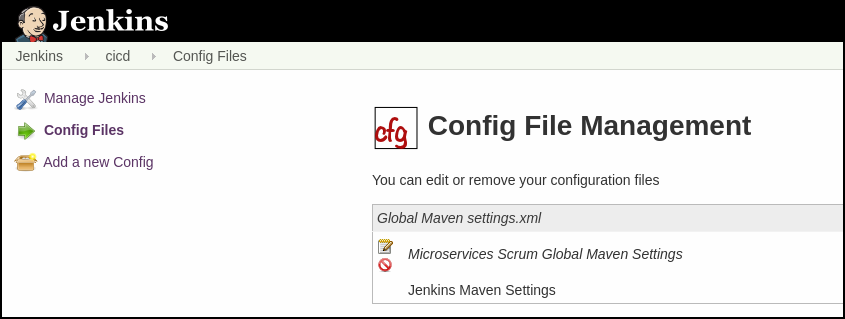 Jenkins
Jenkins cicd Config Files
Manage Jenkins
Config Files
Add a new Config
cfg Config File Management
You can edit or remove your configuration files
Global Maven settings.xml
Microservices Scrum Global Maven Settings
Jenkins Maven Settings